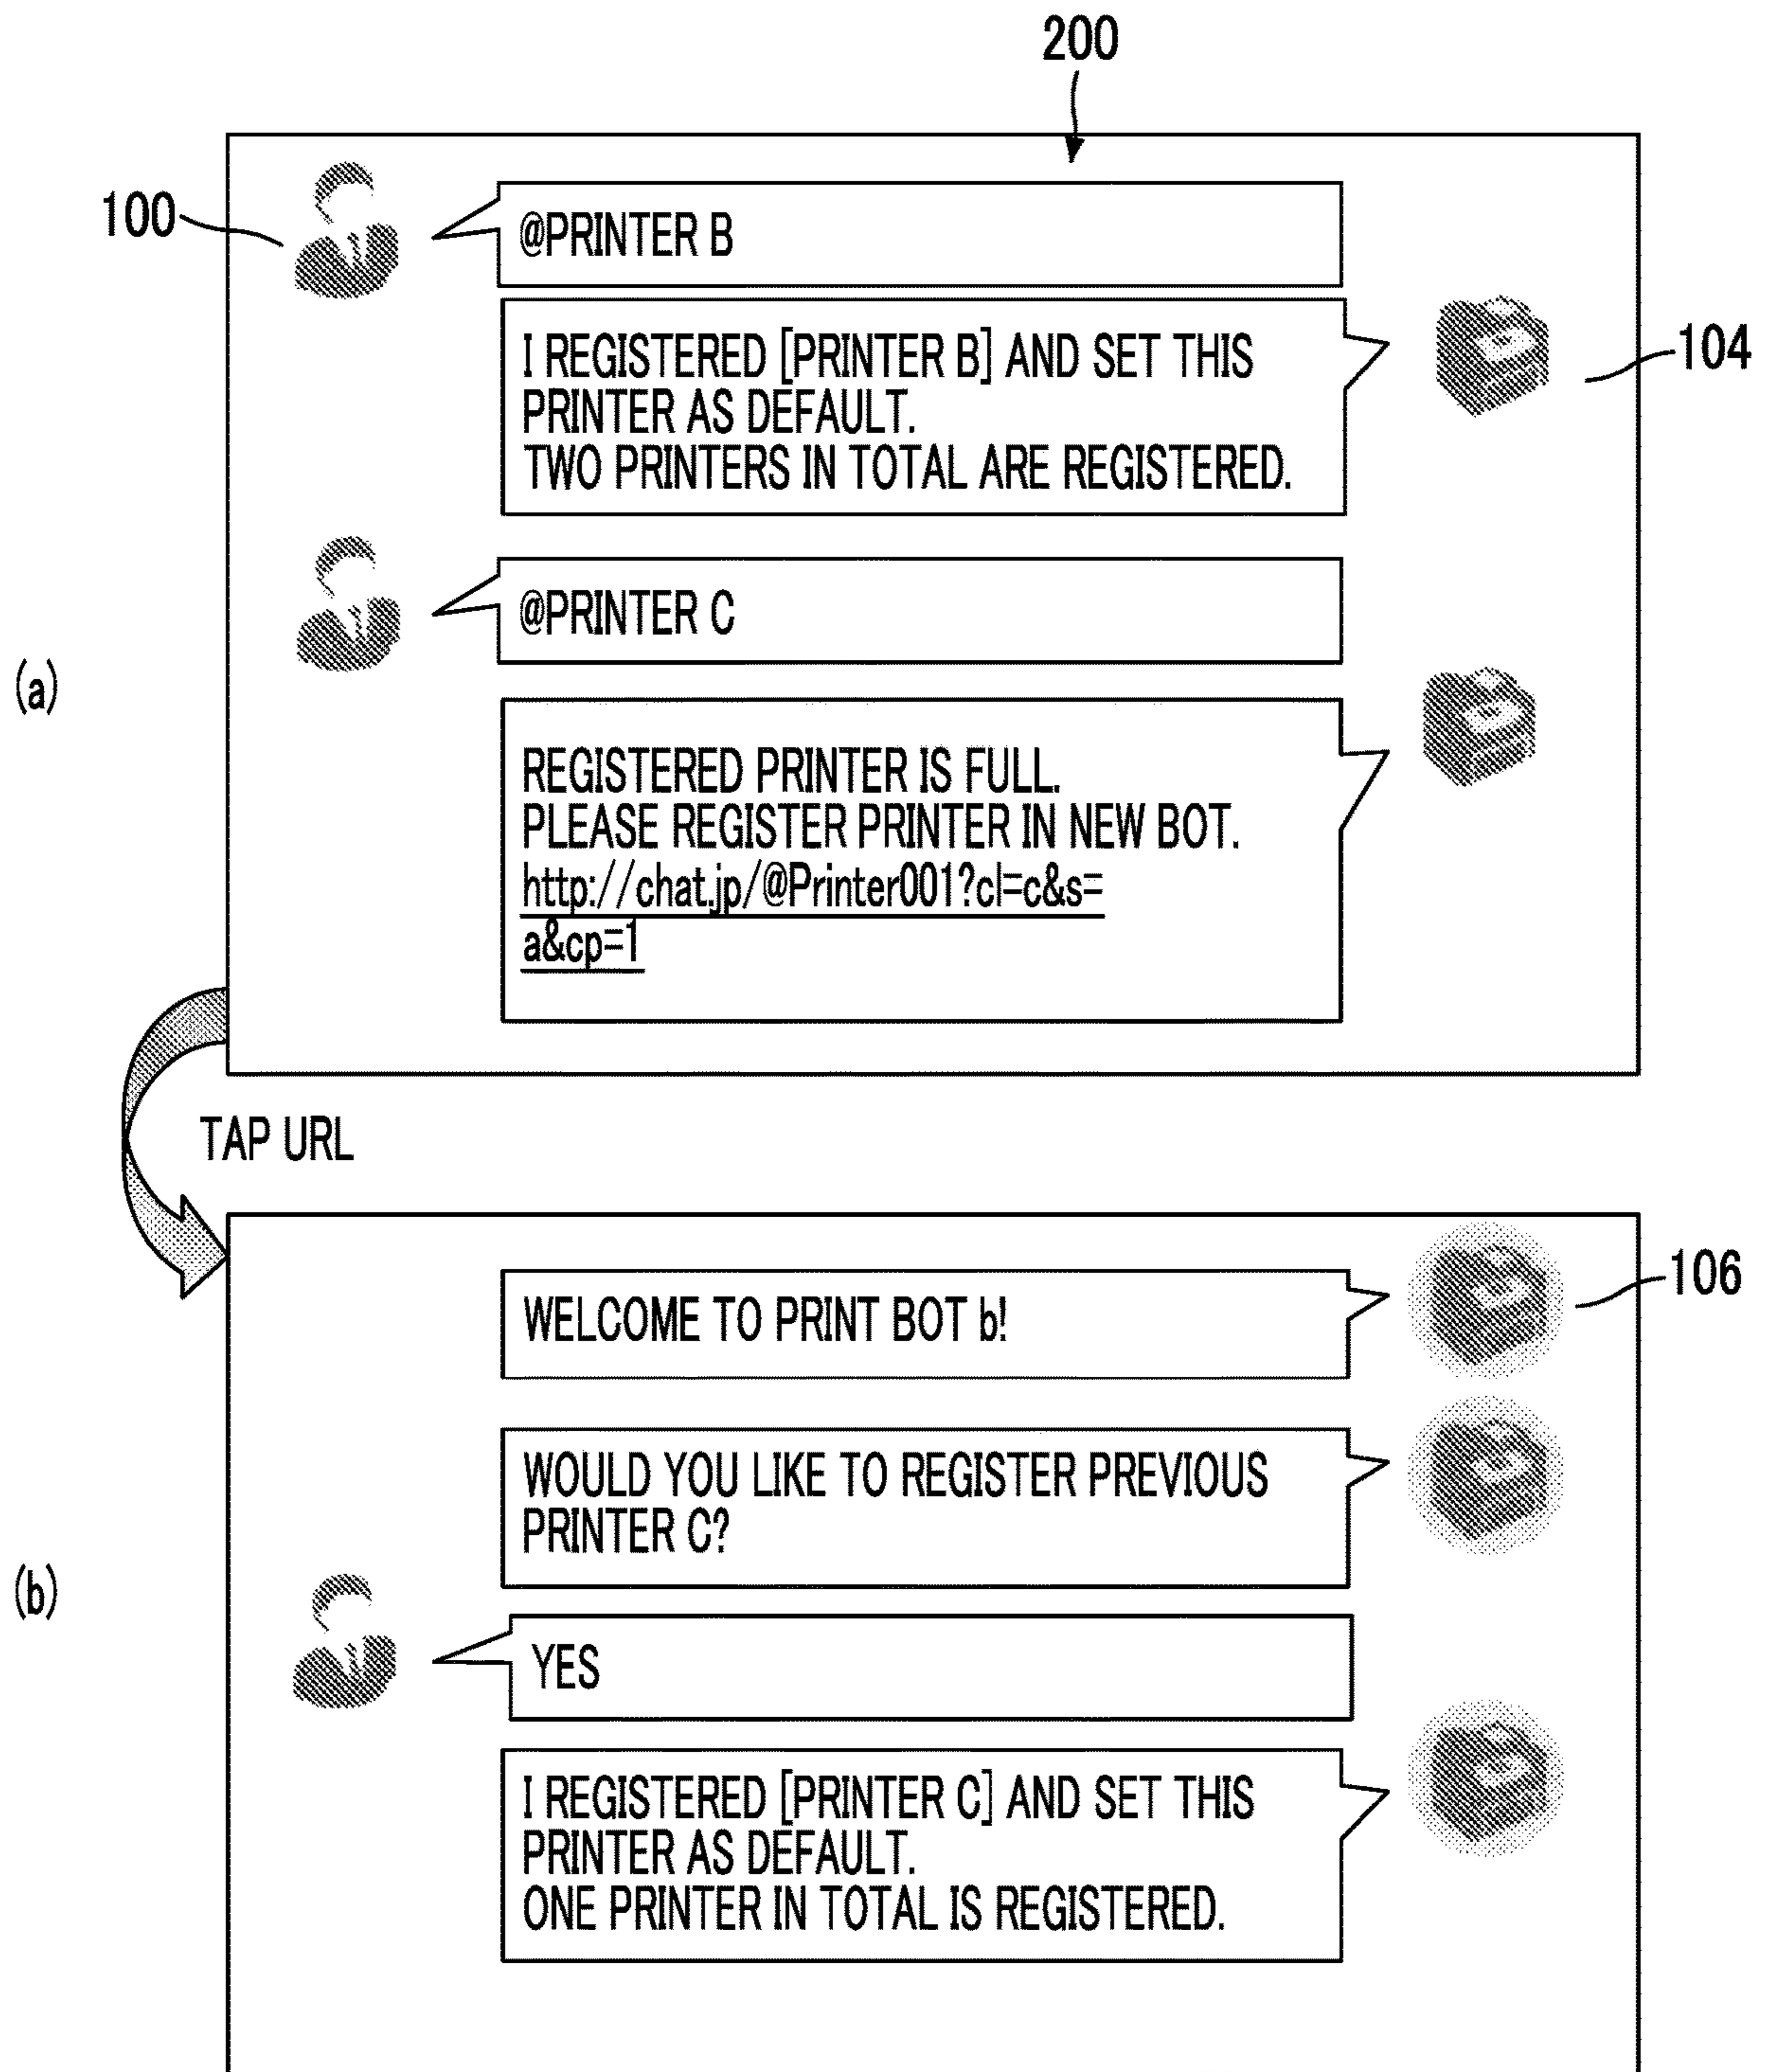 200
100
@PRINTER B
I REGISTERED [PRINTER B] AND SET THIS
PRINTER AS DEFAULT.
TWO PRINTERS IN TOTAL ARE REGISTERED.
104
@PRINTER C
(a)
REGISTERED PRINTER IS FULL.
PLEASE REGISTER PRINTER IN NEW BOT.
http://chat.jp/@Printer001?cl=c&s=
a&cp=1
TAP URL
WELCOME TO PRINT BOT b!
106
WOULD YOU LIKE TO REGISTER PREVIOUS
PRINTER C?
(b)
YES
I REGISTERED [PRINTER C] AND SET THIS
PRINTER AS DEFAULT.
ONE PRINTER IN TOTAL IS REGISTERED.